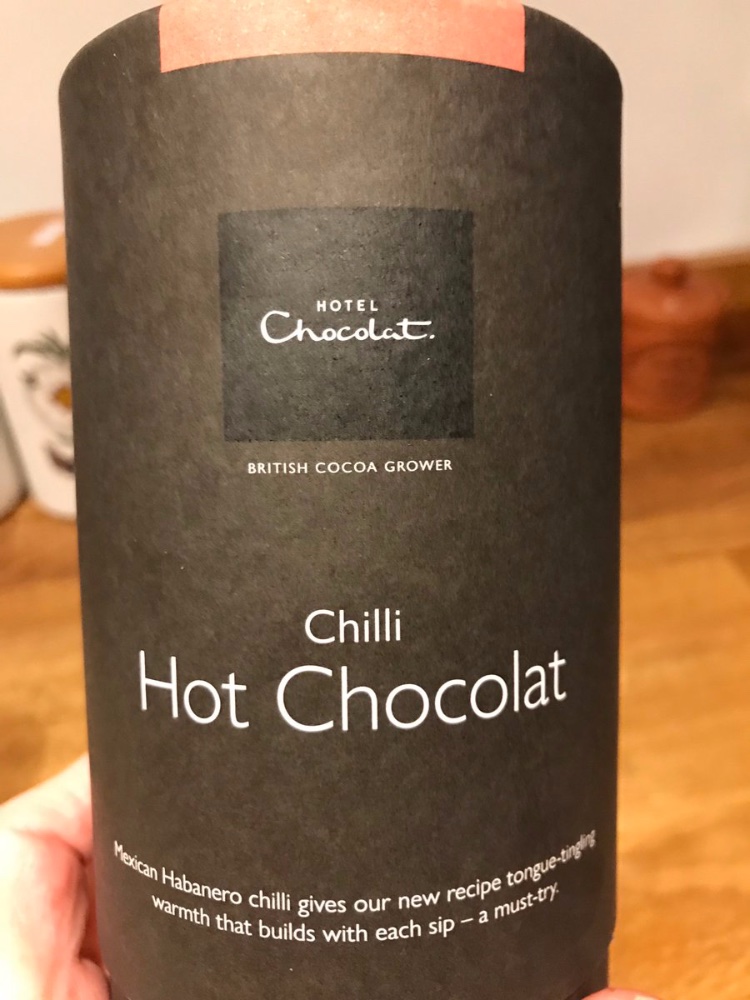 HOTEL
Chocolat.
BRITISH COCOA GROWER
Chilli
Hot Chocolat
Mexican Habanero chilli gives our new recipe tongue-tingling
warmth that builds with each sip – a must-try.